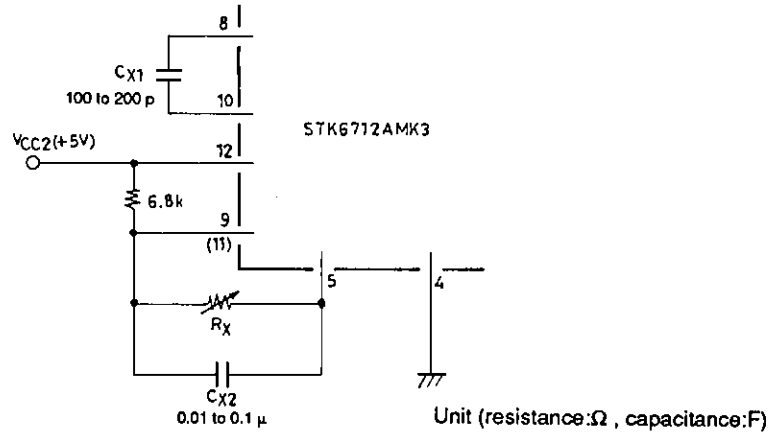 8
CX1
100 to 200 p
10
STK6712AMK3
VCC2(+5V)
12
6.8k
9
(11)
5
4
RX
CX2
0.01 to 0.1 μ
Unit (resistance:Ω , capacitance:F)